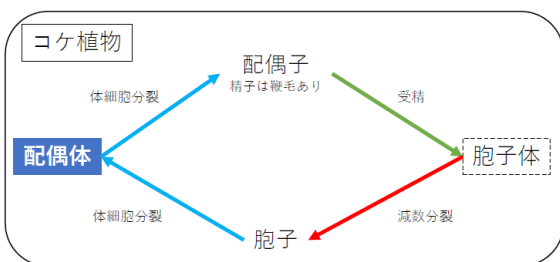 コケ植物
配偶子
精子は鞭毛あり
体細胞分裂
受精
配偶体
胞子体
体細胞分裂
減数分裂
胞子